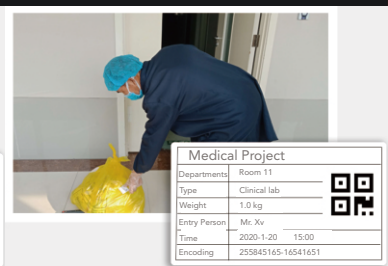 Medical Project
Departments Room 11
Type Clinical lab
Weight 1.0 kg
Entry Person Mr. Xv
Time 2020-1-20 15:00
Encoding 255845165-16541651